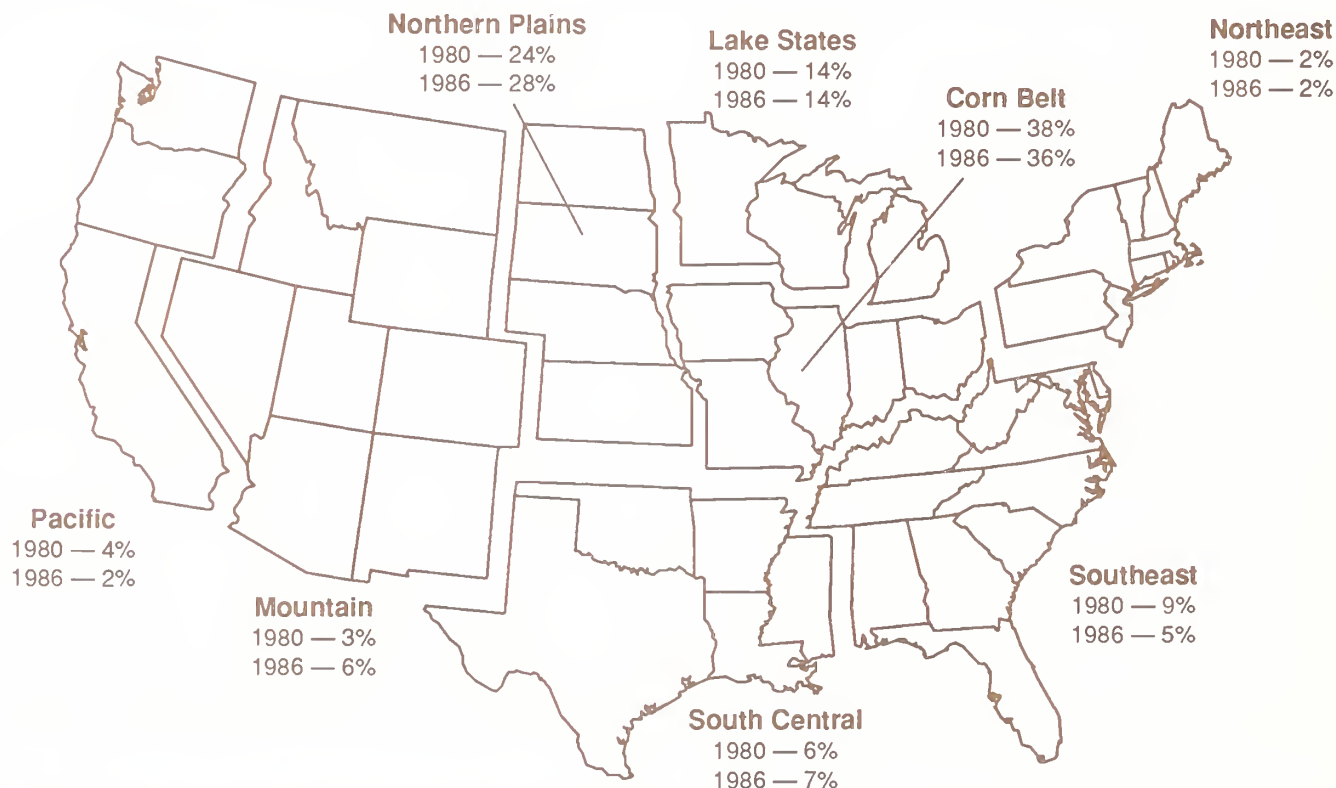 Northern Plains
1980 — 24%
1986 — 28%
Lake States
1980 — 14%
1986 — 14%
Northeast
1980 — 2%
1986 — 2%
Corn Belt
1980 — 38%
1986 — 36%
Pacific
1980 — 4%
1986 — 2%
Mountain
1980 — 3%
1986 — 6%
Southeast
1980 — 9%
1986 — 5%
South Central
1980 — 6%
1986 — 7%